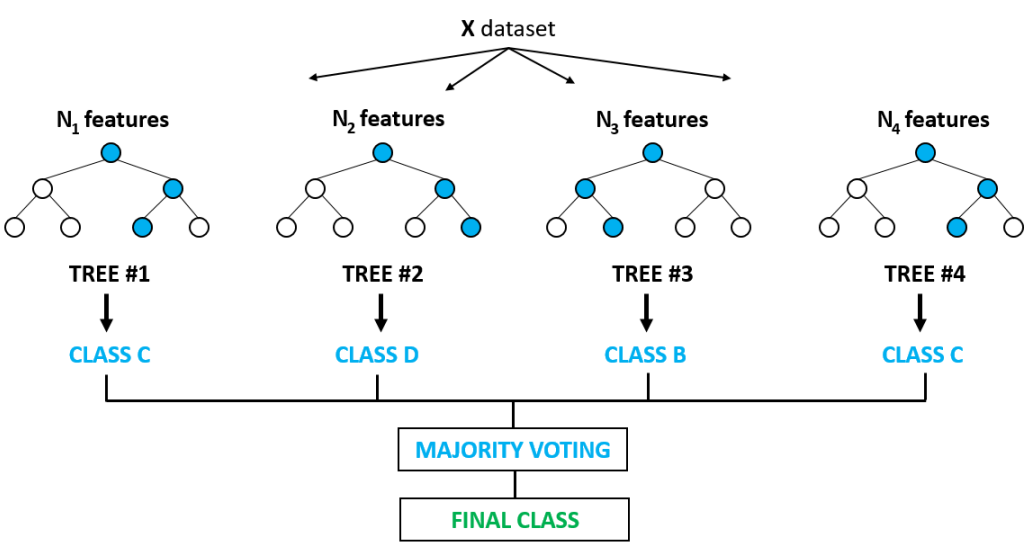 X dataset
N1 features
N2 features
N3 features
N4 features
TREE #1
TREE #2
TREE #3
TREE #4
CLASS C
CLASS D
CLASS B
CLASS C
MAJORITY VOTING
FINAL CLASS